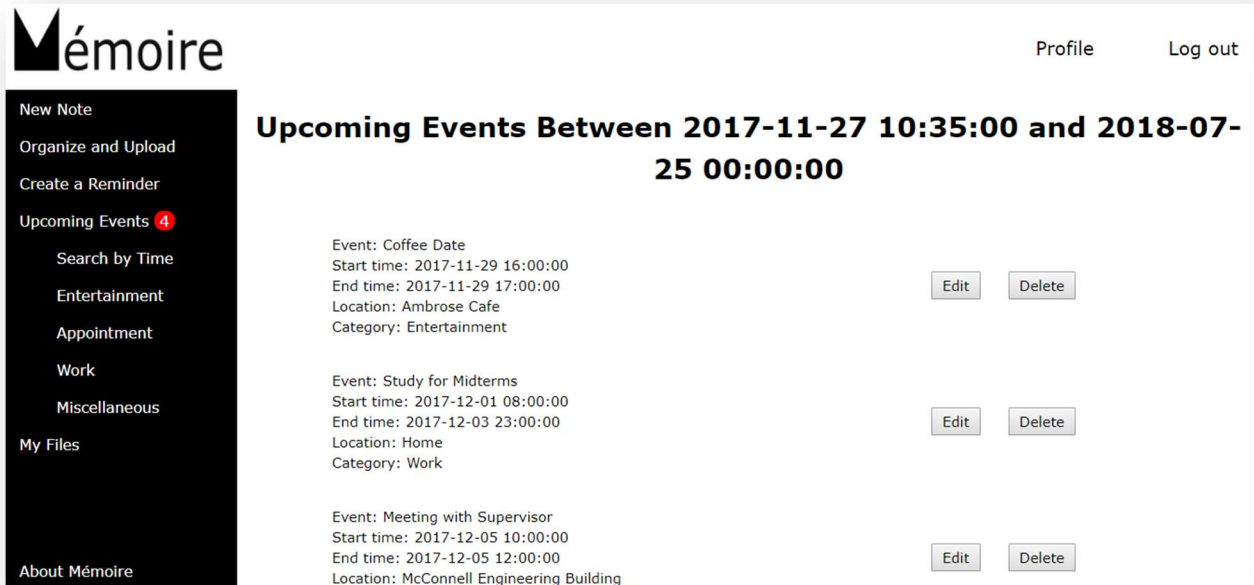 Mémoire
Profile
Log out
New Note
Organize and Upload
Create a Reminder
Upcoming Events 4
Search by Time
Entertainment
Appointment
Work
Miscellaneous
My Files
About Mémoire
Upcoming Events Between 2017-11-27 10:35:00 and 2018-07-
25 00:00:00
Event: Coffee Date
Start time: 2017-11-29 16:00:00
End time: 2017-11-29 17:00:00
Location: Ambrose Cafe
Category: Entertainment
Edit
Delete
Event: Study for Midterms
Start time: 2017-12-01 08:00:00
End time: 2017-12-03 23:00:00
Location: Home
Category: Work
Edit
Delete
Event: Meeting with Supervisor
Start time: 2017-12-05 10:00:00
End time: 2017-12-05 12:00:00
Location: McConnell Engineering Building
Edit
Delete